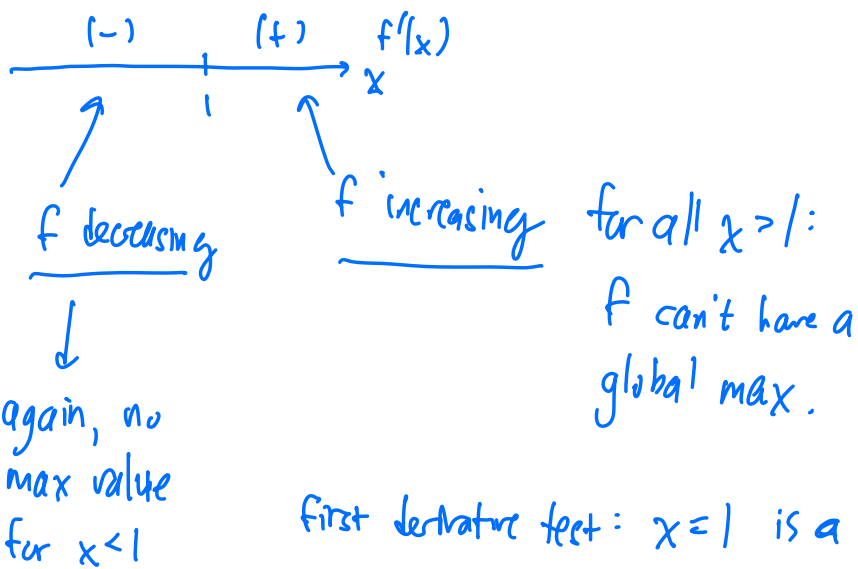 (-) (+) f'(x)
1 x
f decreasing
f increasing
for all x > 1:
f can't have a
global max.
again, no
max value
for x < 1
first derivative test: x = 1 is a